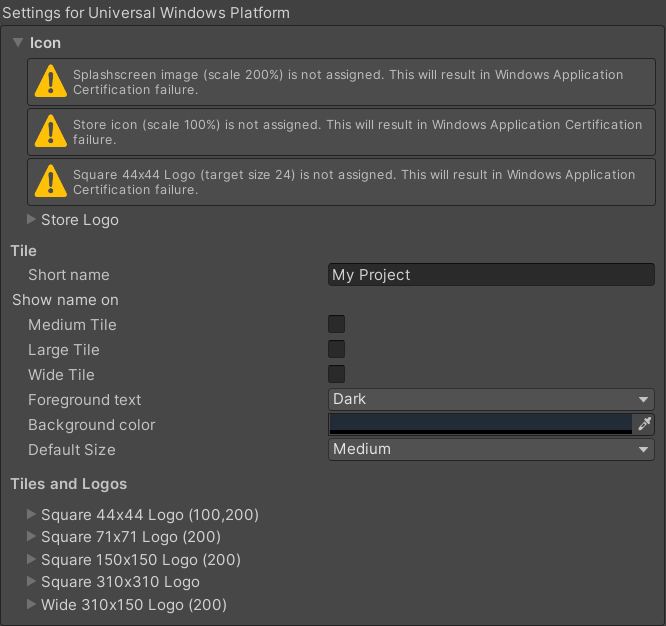 Settings for Universal Windows Platform
Icon
Splashscreen image (scale 200%) is not assigned. This will result in Windows Application
Certification failure.
Store icon (scale 100%) is not assigned. This will result in Windows Application Certification
failure.
Square 44x44 Logo (target size 24) is not assigned. This will result in Windows Application
Certification failure.
Store Logo
Tile
Short name My Project
Show name on
Medium Tile
Large Tile
Wide Tile
Foreground text Dark
Background color
Default Size Medium
Tiles and Logos
Square 44x44 Logo (100,200)
Square 71x71 Logo (200)
Square 150x150 Logo (200)
Square 310x310 Logo
Wide 310x150 Logo (200)